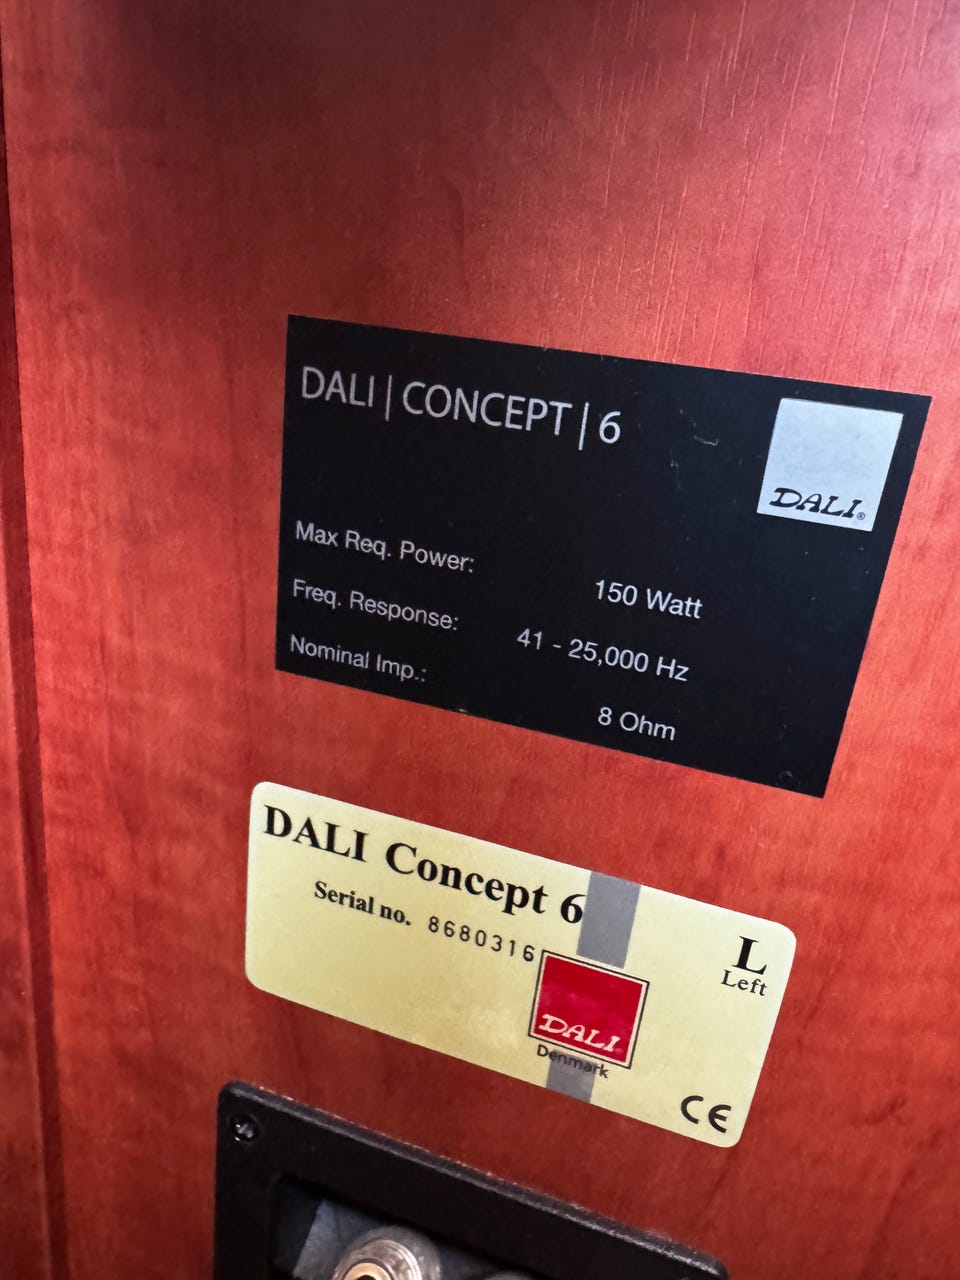 DALI | CONCEPT | 6
DALI®
Max Req. Power: 150 Watt
Freq. Response: 41 - 25,000 Hz
Nominal Imp.: 8 Ohm
DALI Concept 6
Serial no. 8680316
L
Left
DALI
Denmark
CE